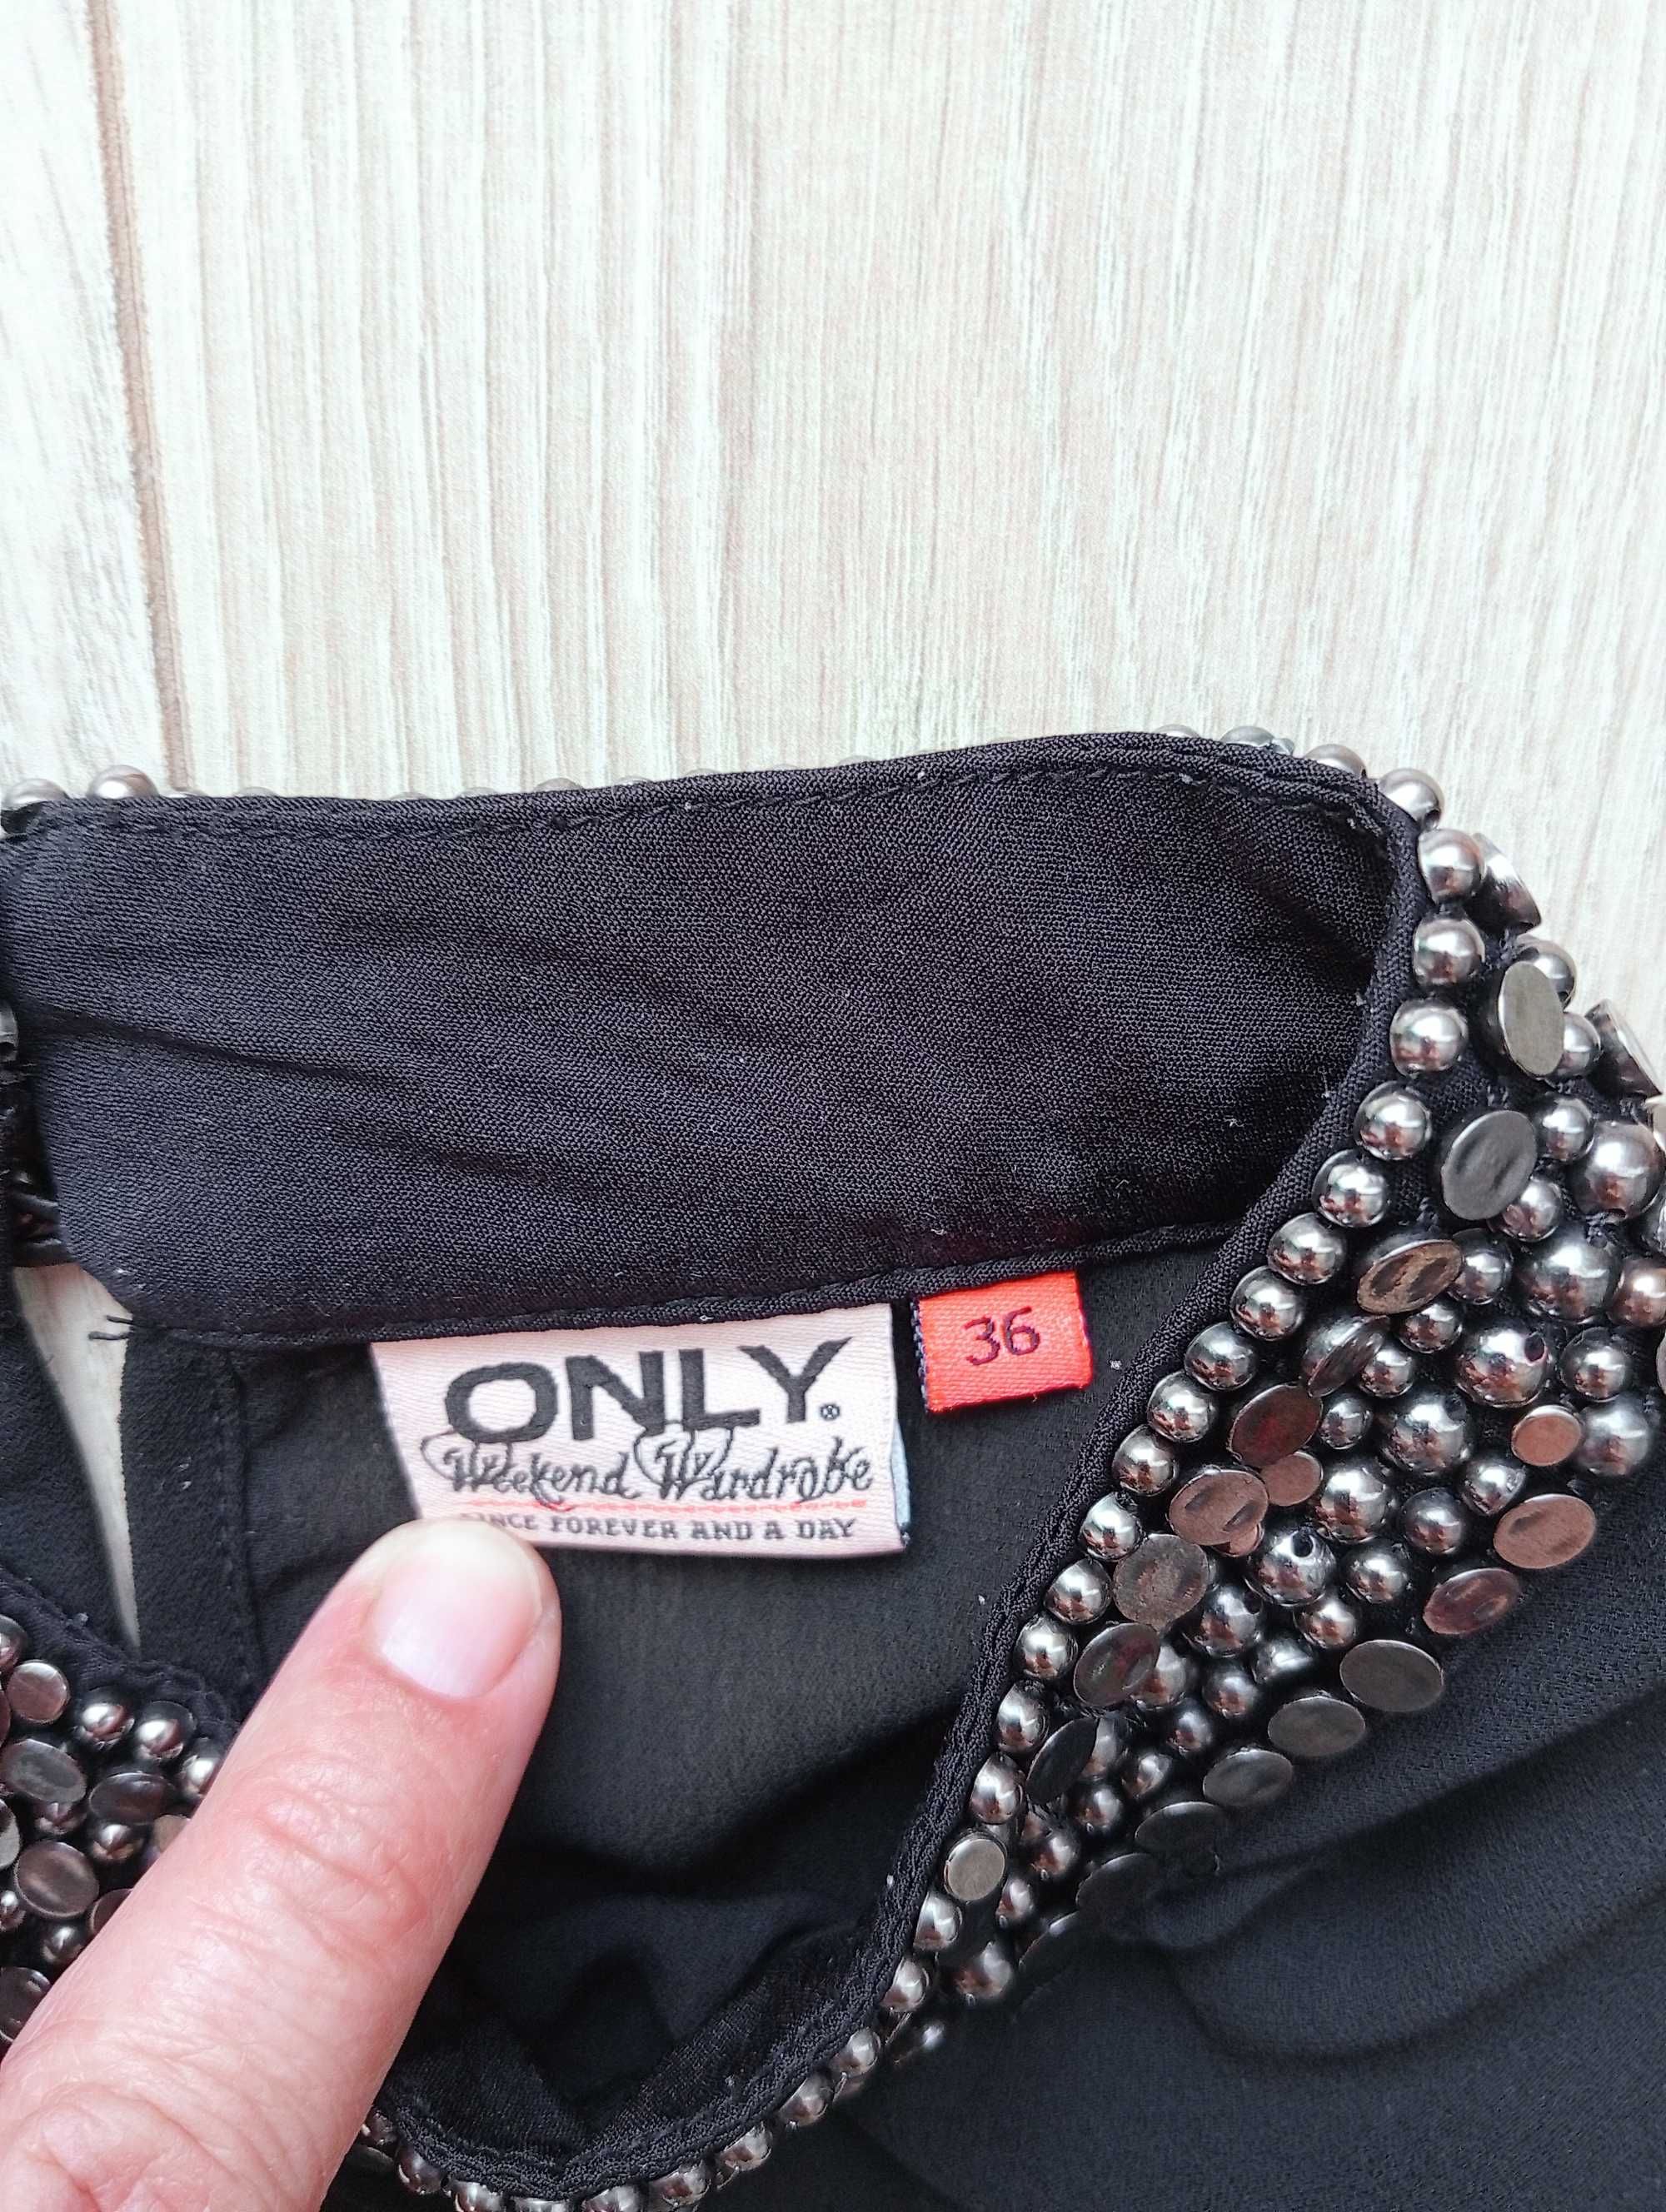 ONLY®
Weekend Wardrobe
SINCE FOREVER AND A DAY
36